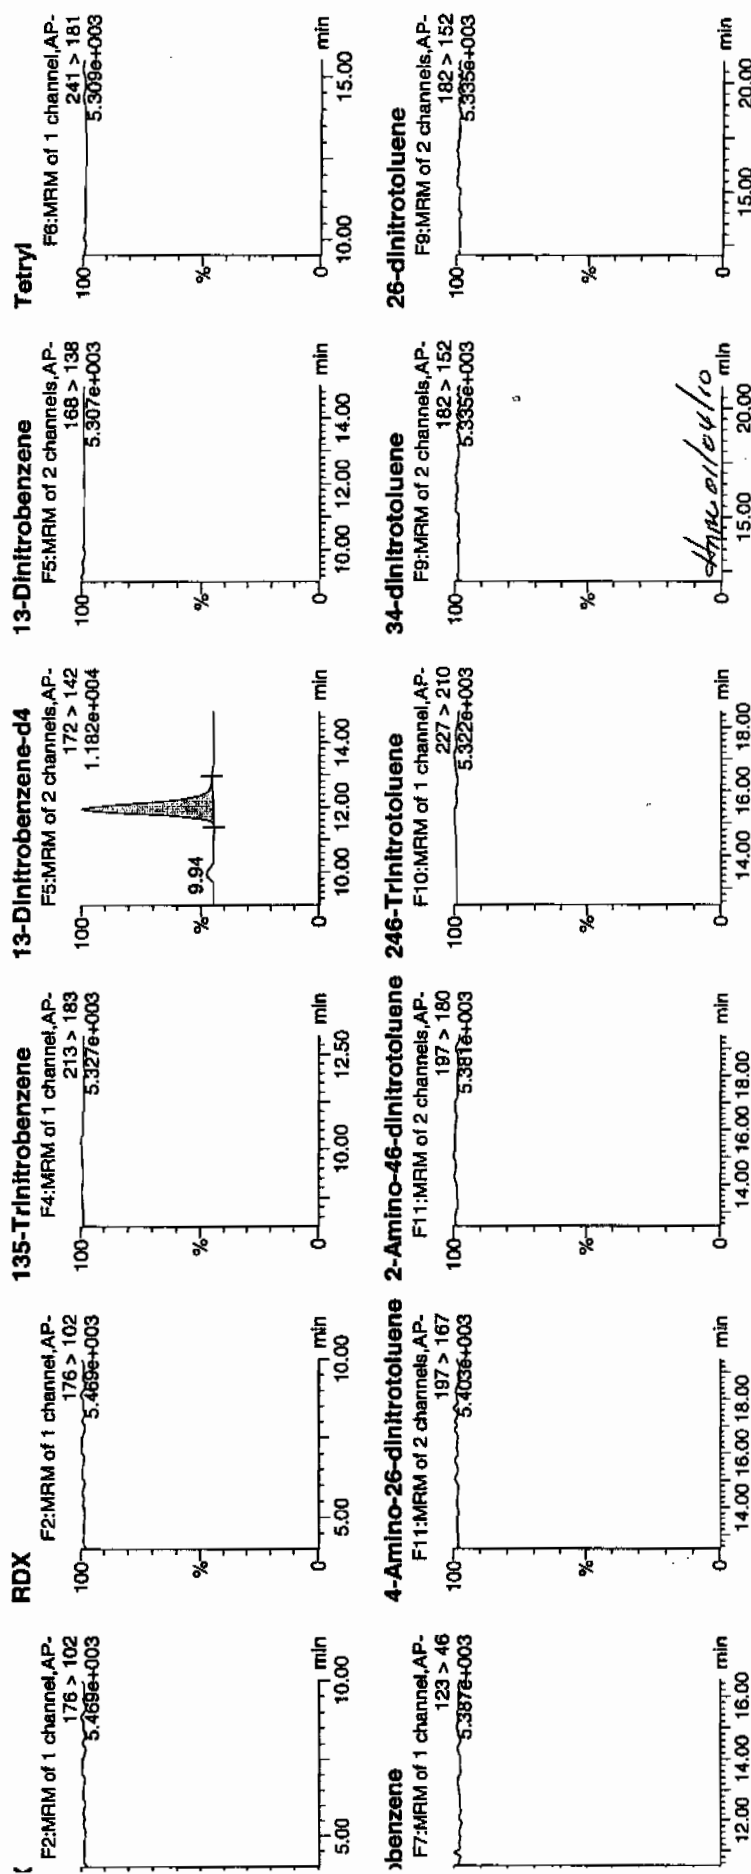 (
F2:MRM of 1 channel,AP-
176 > 102
5.469e+003
5.00
10.00
min
RDX
F2:MRM of 1 channel,AP-
176 > 102
5.469e+003
100
%
0
5.00
10.00
min
135-Trinitrobenzene
F4:MRM of 1 channel,AP-
213 > 183
5.327e+003
100
%
0
10.00
12.50
min
13-Dinitrobenzene-d4
F5:MRM of 2 channels,AP-
172 > 142
1.182e+004
100
9.94
%
0
10.00
12.00
14.00
min
13-Dinitrobenzene
F5:MRM of 2 channels,AP-
168 > 138
5.307e+003
100
%
0
10.00
12.00
14.00
min
Tetryl
F6:MRM of 1 channel,AP-
241 > 181
5.309e+003
100
%
0
10.00
15.00
min
obenzene
F7:MRM of 1 channel,AP-
123 > 46
5.387e+003
12.00
14.00
16.00
min
4-Amino-26-dinitrotoluene
F11:MRM of 2 channels,AP-
197 > 167
5.403e+003
100
%
0
14.00
16.00
18.00
min
2-Amino-46-dinitrotoluene
F11:MRM of 2 channels,AP-
197 > 180
5.381e+003
100
%
0
14.00
16.00
18.00
min
246-Trinitrotoluene
F10:MRM of 1 channel,AP-
227 > 210
5.322e+003
100
%
0
14.00
16.00
18.00
min
34-dinitrotoluene
F9:MRM of 2 channels,AP-
182 > 152
5.335e+003
100
%
0
15.00
20.00
min
01/04/10
26-dinitrotoluene
F9:MRM of 2 channels,AP-
182 > 152
5.335e+003
100
%
0
15.00
20.00
min